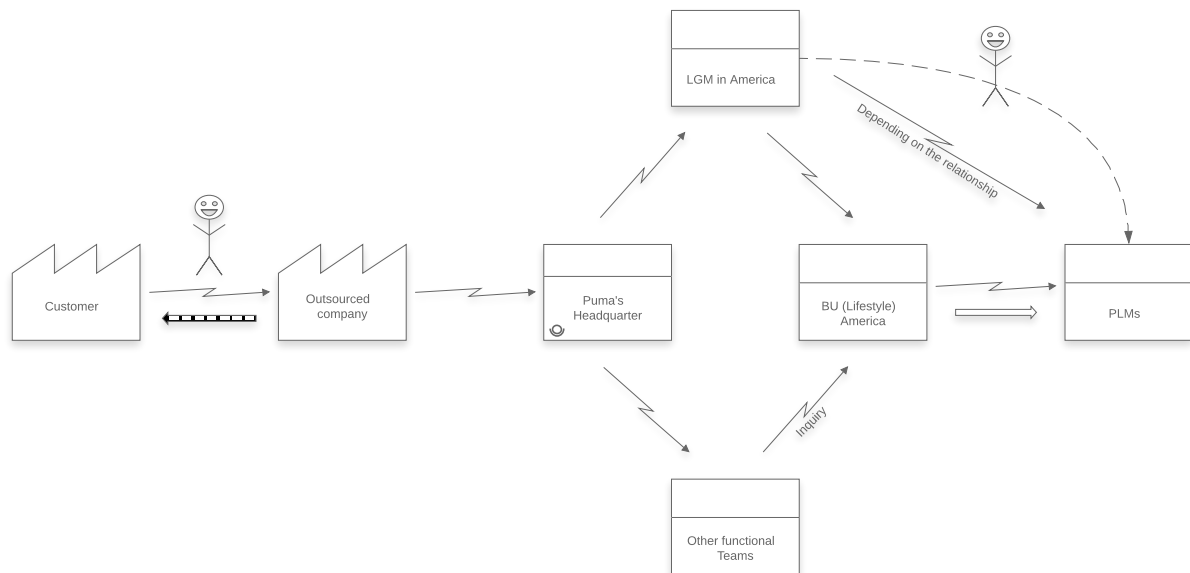 LGM in America
Depending on the relationship
Customer
Outsourced
company
Puma's
Headquarter
BU (Lifestyle)
America
PLMs
Inquiry
Other functional
Teams